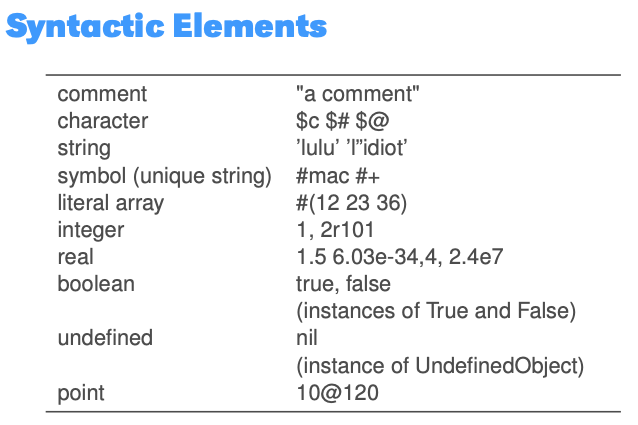 Syntactic Elements
comment "a comment"
character $c $# $@
string ’lulu’ ’l”idiot’
symbol (unique string) #mac #+
literal array #(12 23 36)
integer 1, 2r101
real 1.5 6.03e-34,4, 2.4e7
boolean true, false
(instances of True and False)
undefined nil
(instance of UndefinedObject)
point 10@120